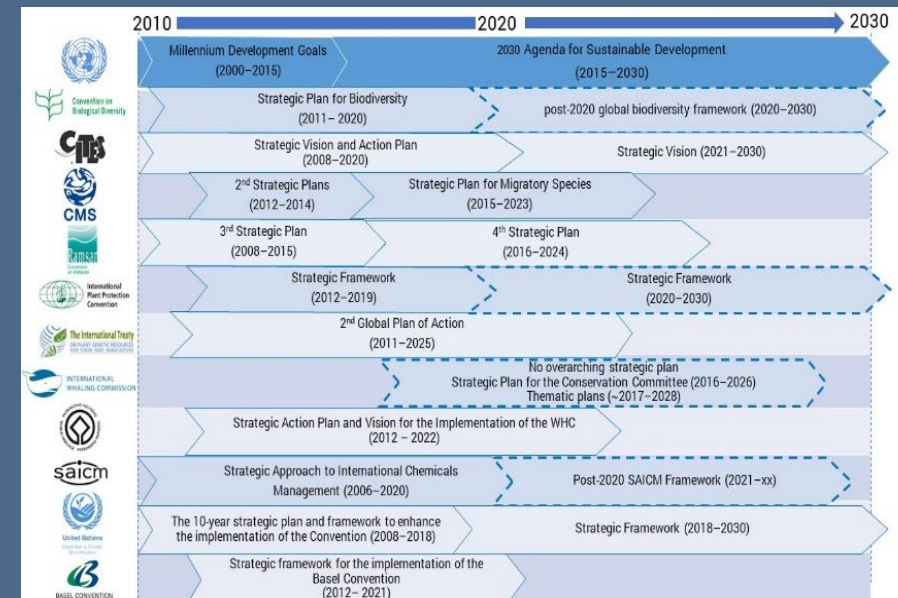 2010
2020
2030
Millennium Development Goals
(2000–2015)
2030 Agenda for Sustainable Development
(2015–2030)
Convention on
Biological Diversity
Strategic Plan for Biodiversity
(2011– 2020)
post-2020 global biodiversity framework (2020–2030)
CITES
Strategic Vision and Action Plan
(2008–2020)
Strategic Vision (2021–2030)
CMS
2nd Strategic Plans
(2012–2014)
Strategic Plan for Migratory Species
(2015–2023)
Ramsar
3rd Strategic Plan
(2008–2015)
4th Strategic Plan
(2016–2024)
International
Plant Protection
Convention
Strategic Framework
(2012–2019)
Strategic Framework
(2020–2030)
The International Treaty
ON PLANT GENETIC RESOURCES
FOR FOOD AND AGRICULTURE
2nd Global Plan of Action
(2011–2025)
INTERNATIONAL
WHALING COMMISSION
No overarching strategic plan
Strategic Plan for the Conservation Committee (2016–2026)
Thematic plans (~2017–2028)
Strategic Action Plan and Vision for the Implementation of the WHC
(2012 – 2022)
saicm
Strategic Approach to International Chemicals
Management (2006–2020)
Post-2020 SAICM Framework (2021–xx)
United Nations
The 10-year strategic plan and framework to enhance
the implementation of the Convention (2008–2018)
Strategic Framework (2018–2030)
BASEL CONVENTION
Strategic framework for the implementation of the
Basel Convention
(2012– 2021)